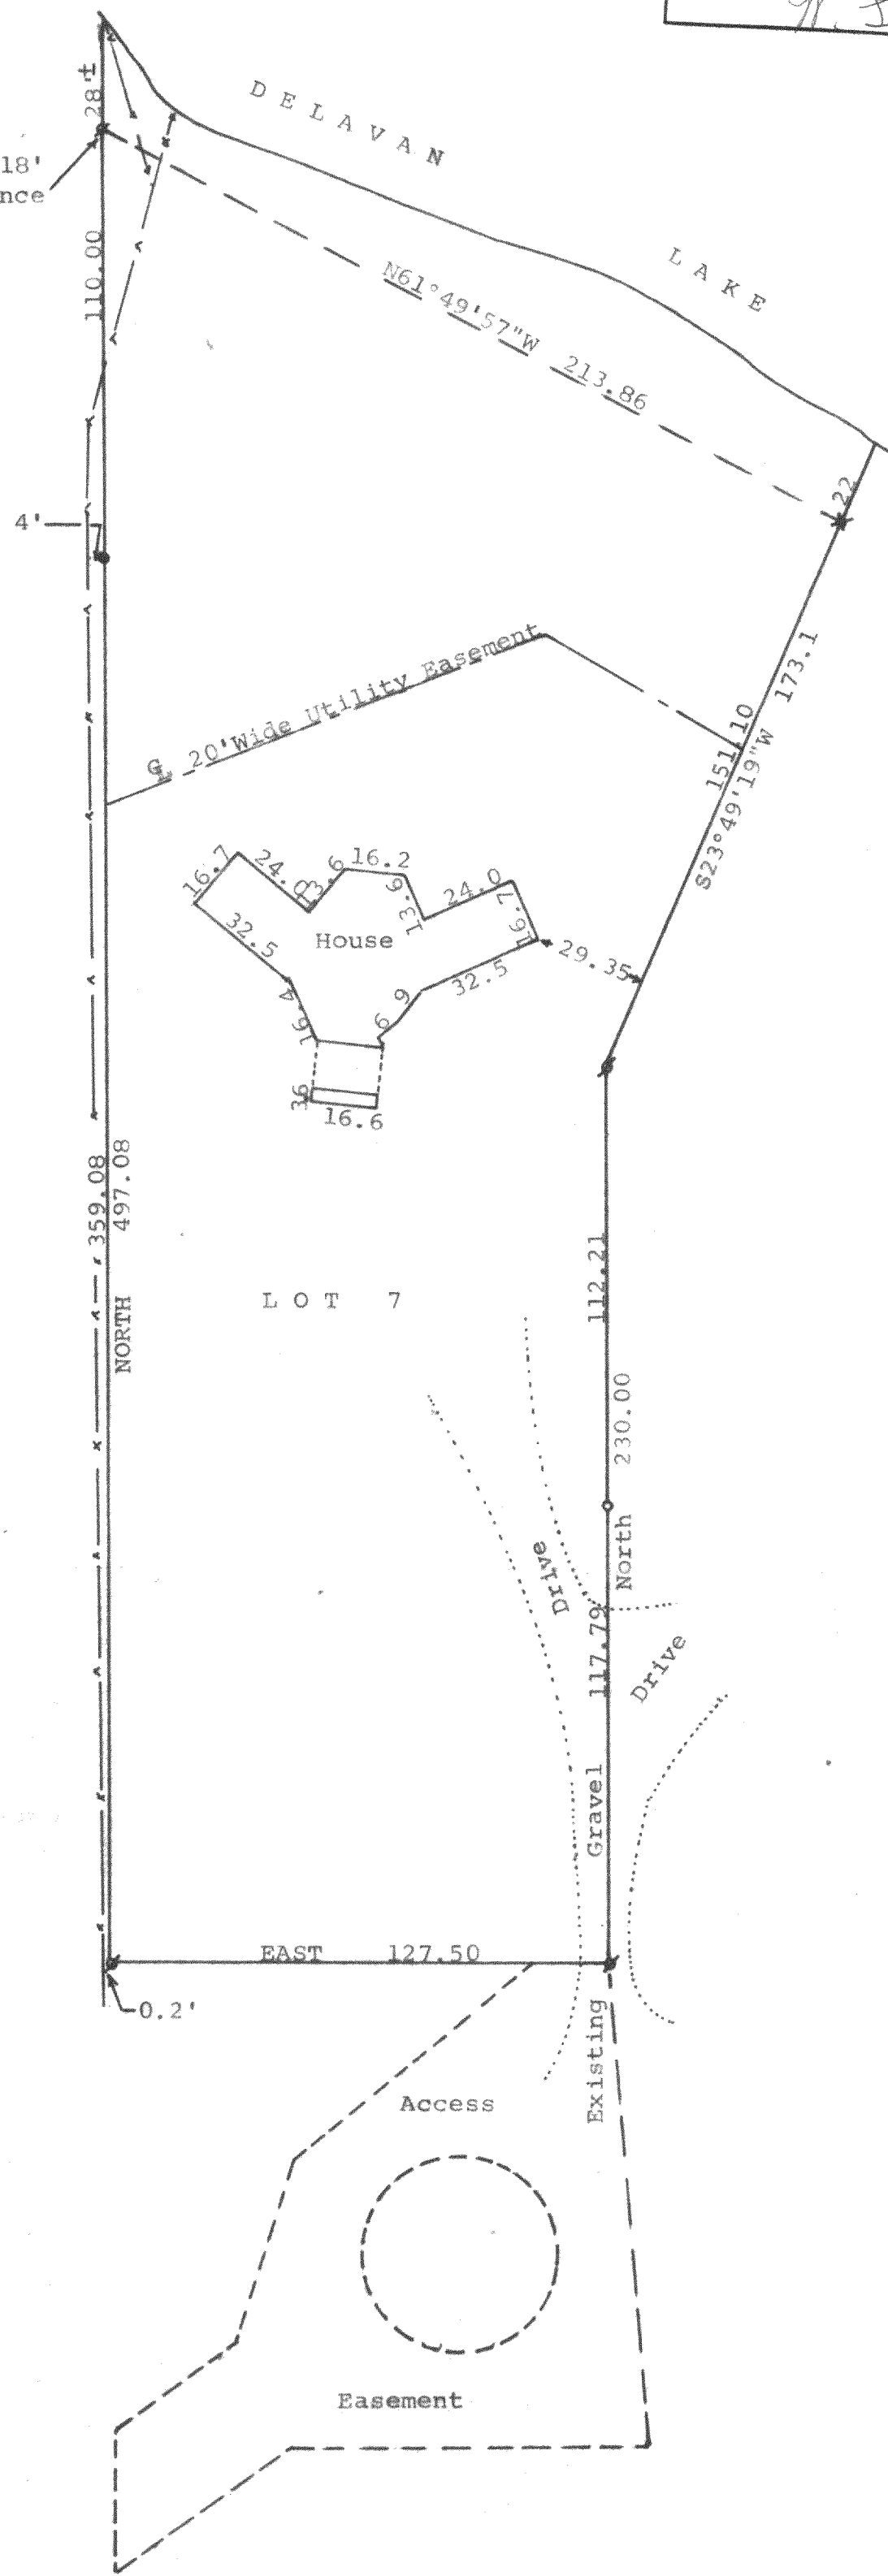 28'±
DELAVAN
18'
nce
110.00
LAKE
N61°49'57"W 213.86
22
4'
173.1
151.10
S23°49'19"W
℄ 20'Wide Utility Easement
16.7
24.0
13.6
16.2
13.6
24.0
16.7
House
32.5
29.35
32.5
16.4
9
6
36
16.6
359.08
497.08
NORTH
112.21
LOT 7
230.00
North
Drive
117.79
Drive
Gravel
EAST 127.50
0.2'
Existing
Access
Easement